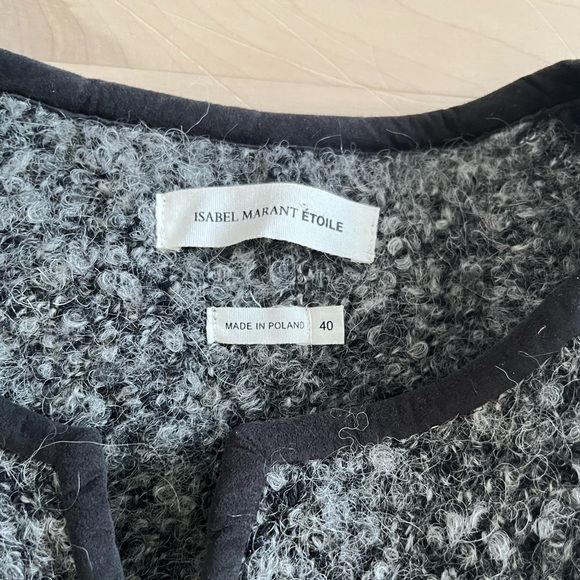 ISABEL MARANT ÉTOILE
MADE IN POLAND 40